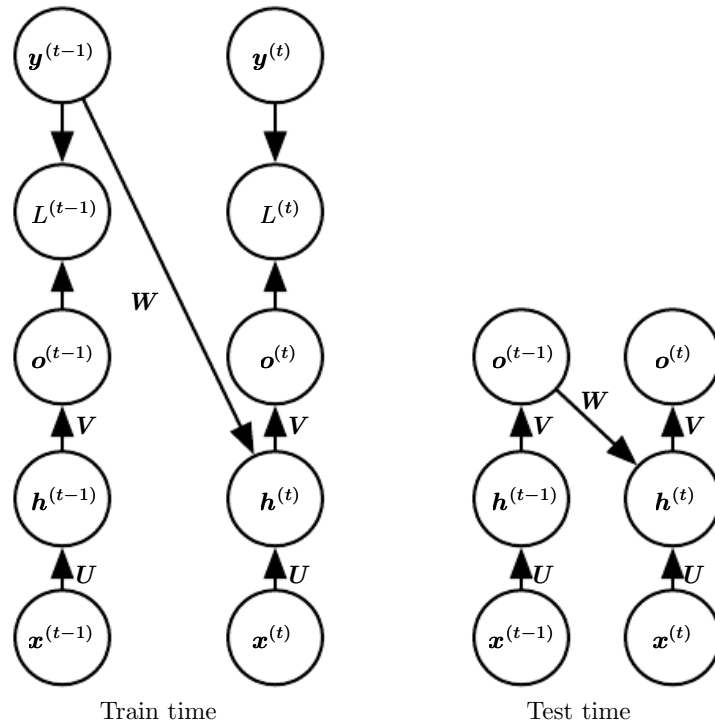 y^(t−1) y^(t)
L^(t−1) L^(t)
W
o^(t−1) o^(t) o^(t−1) o^(t)
W
V V V V
h^(t−1) h^(t) h^(t−1) h^(t)
U U U U
x^(t−1) x^(t) x^(t−1) x^(t)
Train time Test time